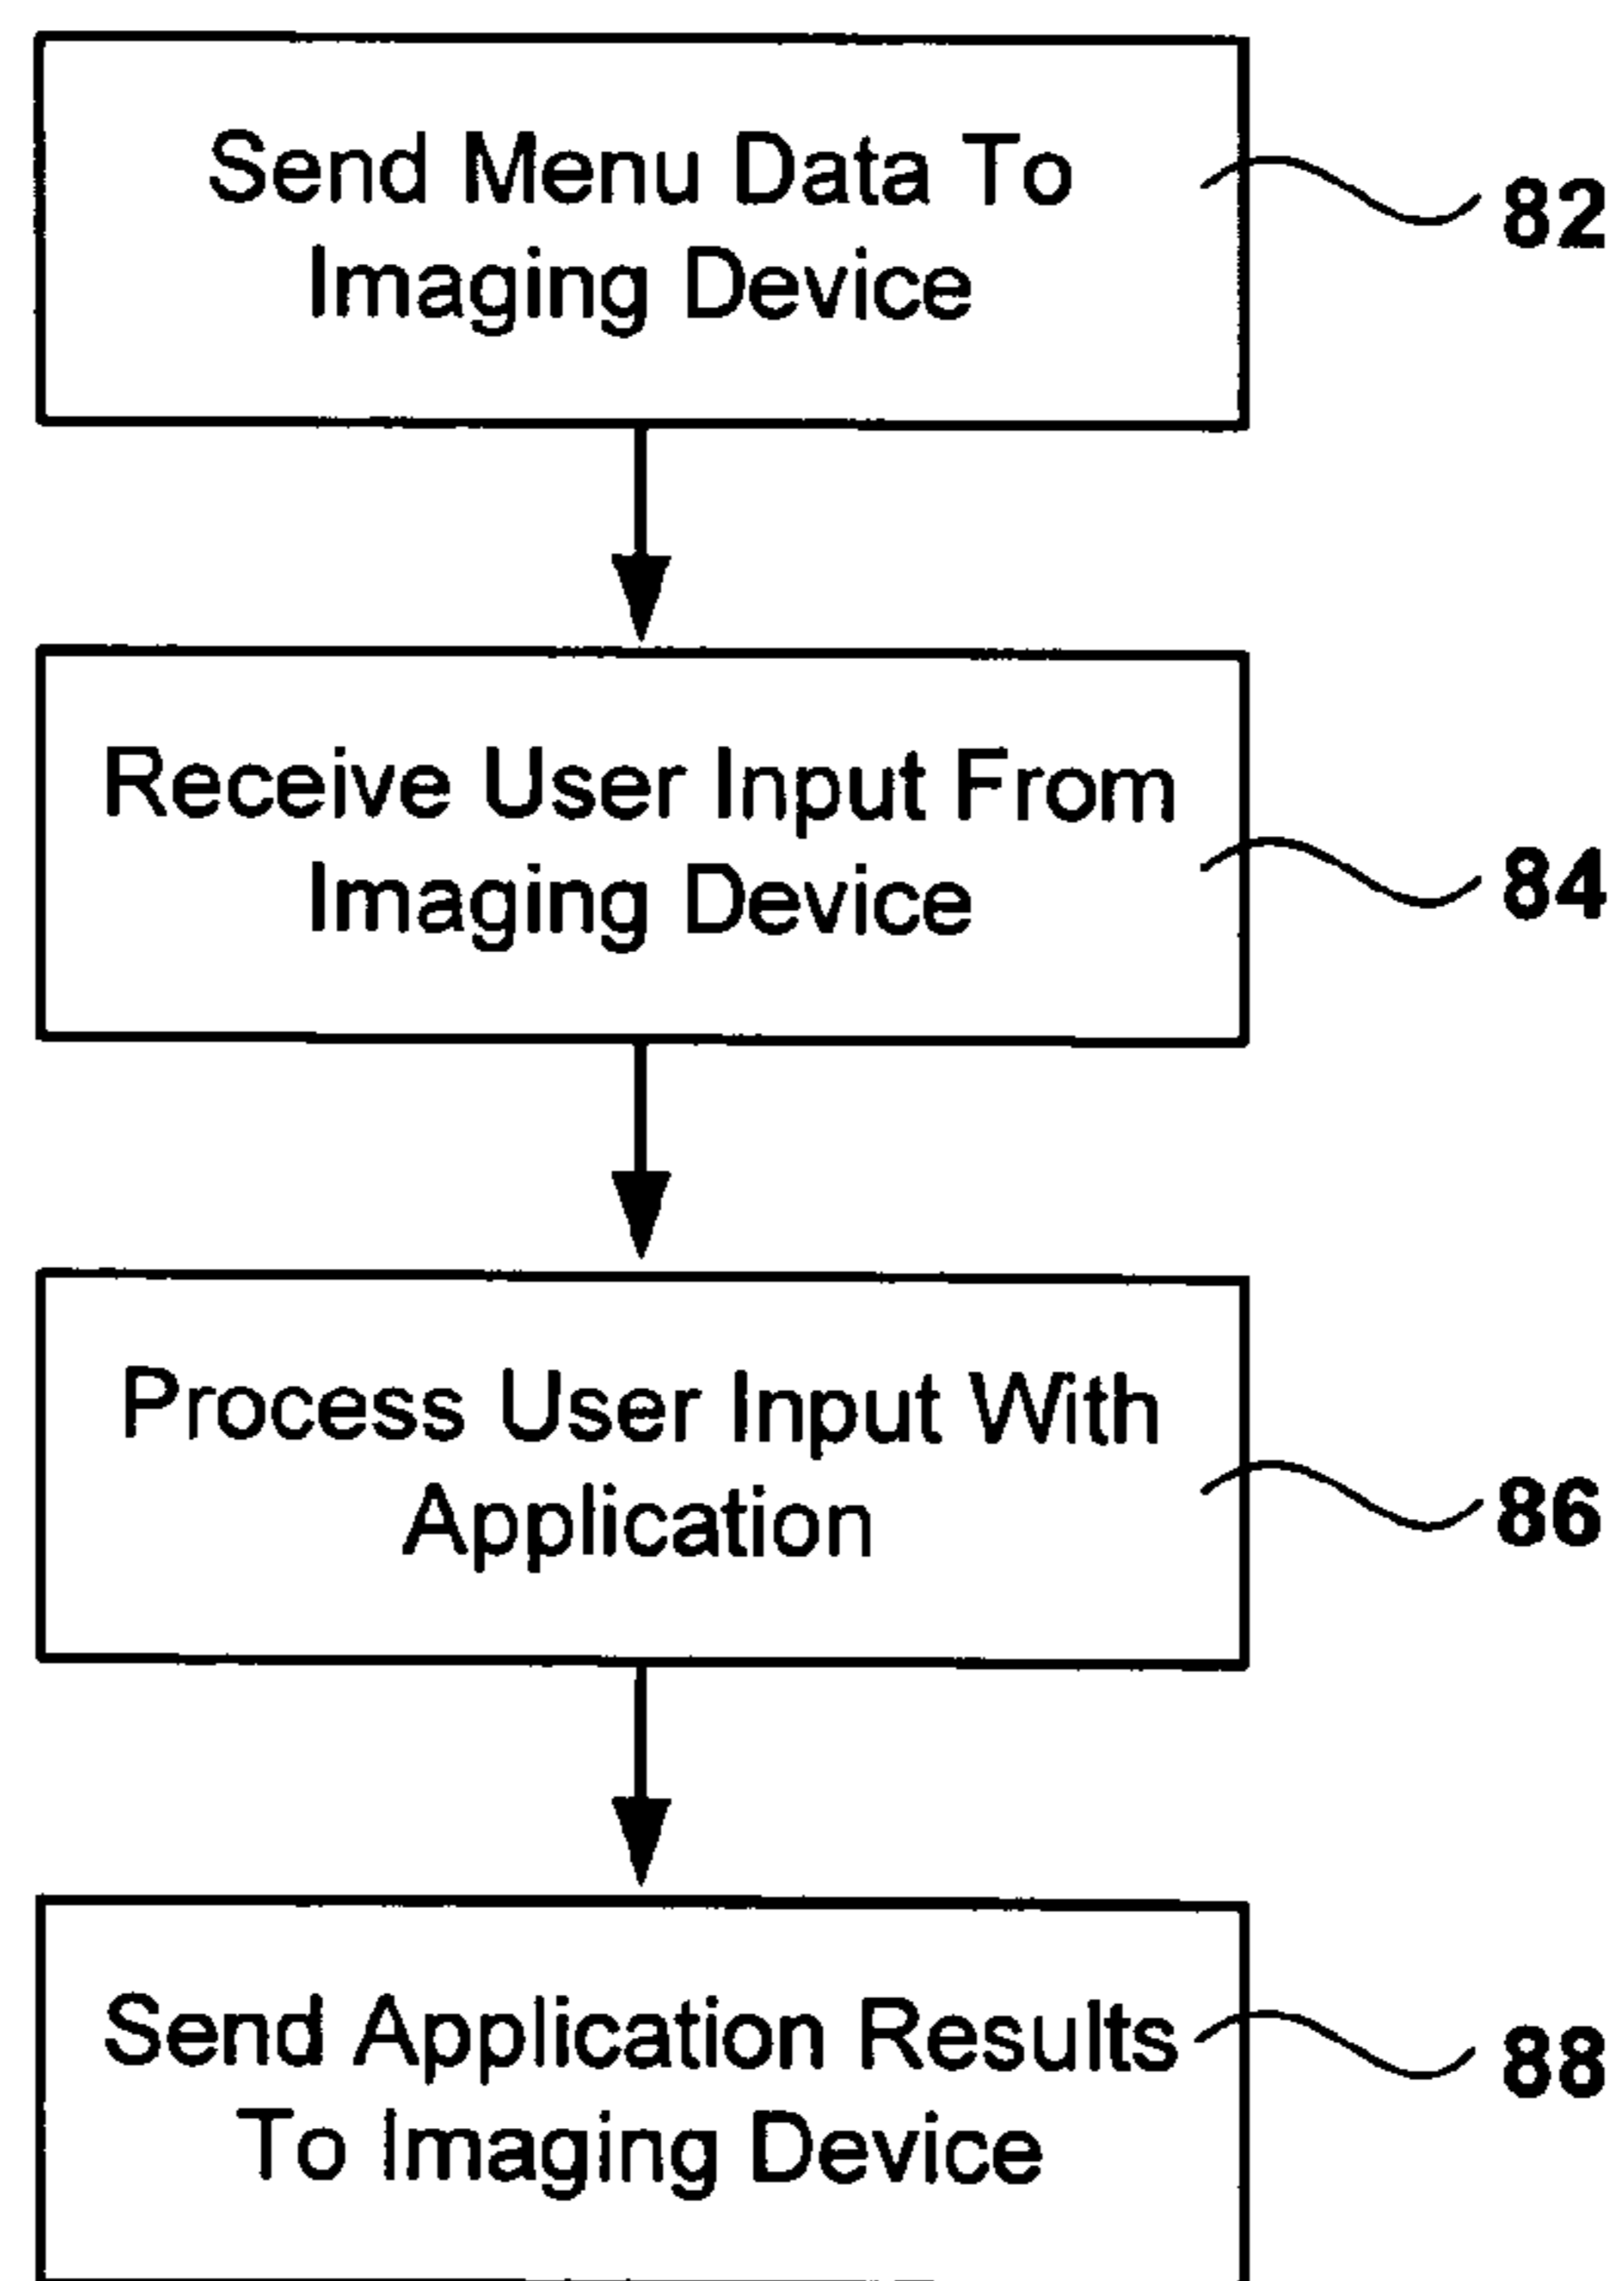 Send Menu Data To
Imaging Device
82
Receive User Input From
Imaging Device
84
Process User Input With
Application
86
Send Application Results
To Imaging Device
88